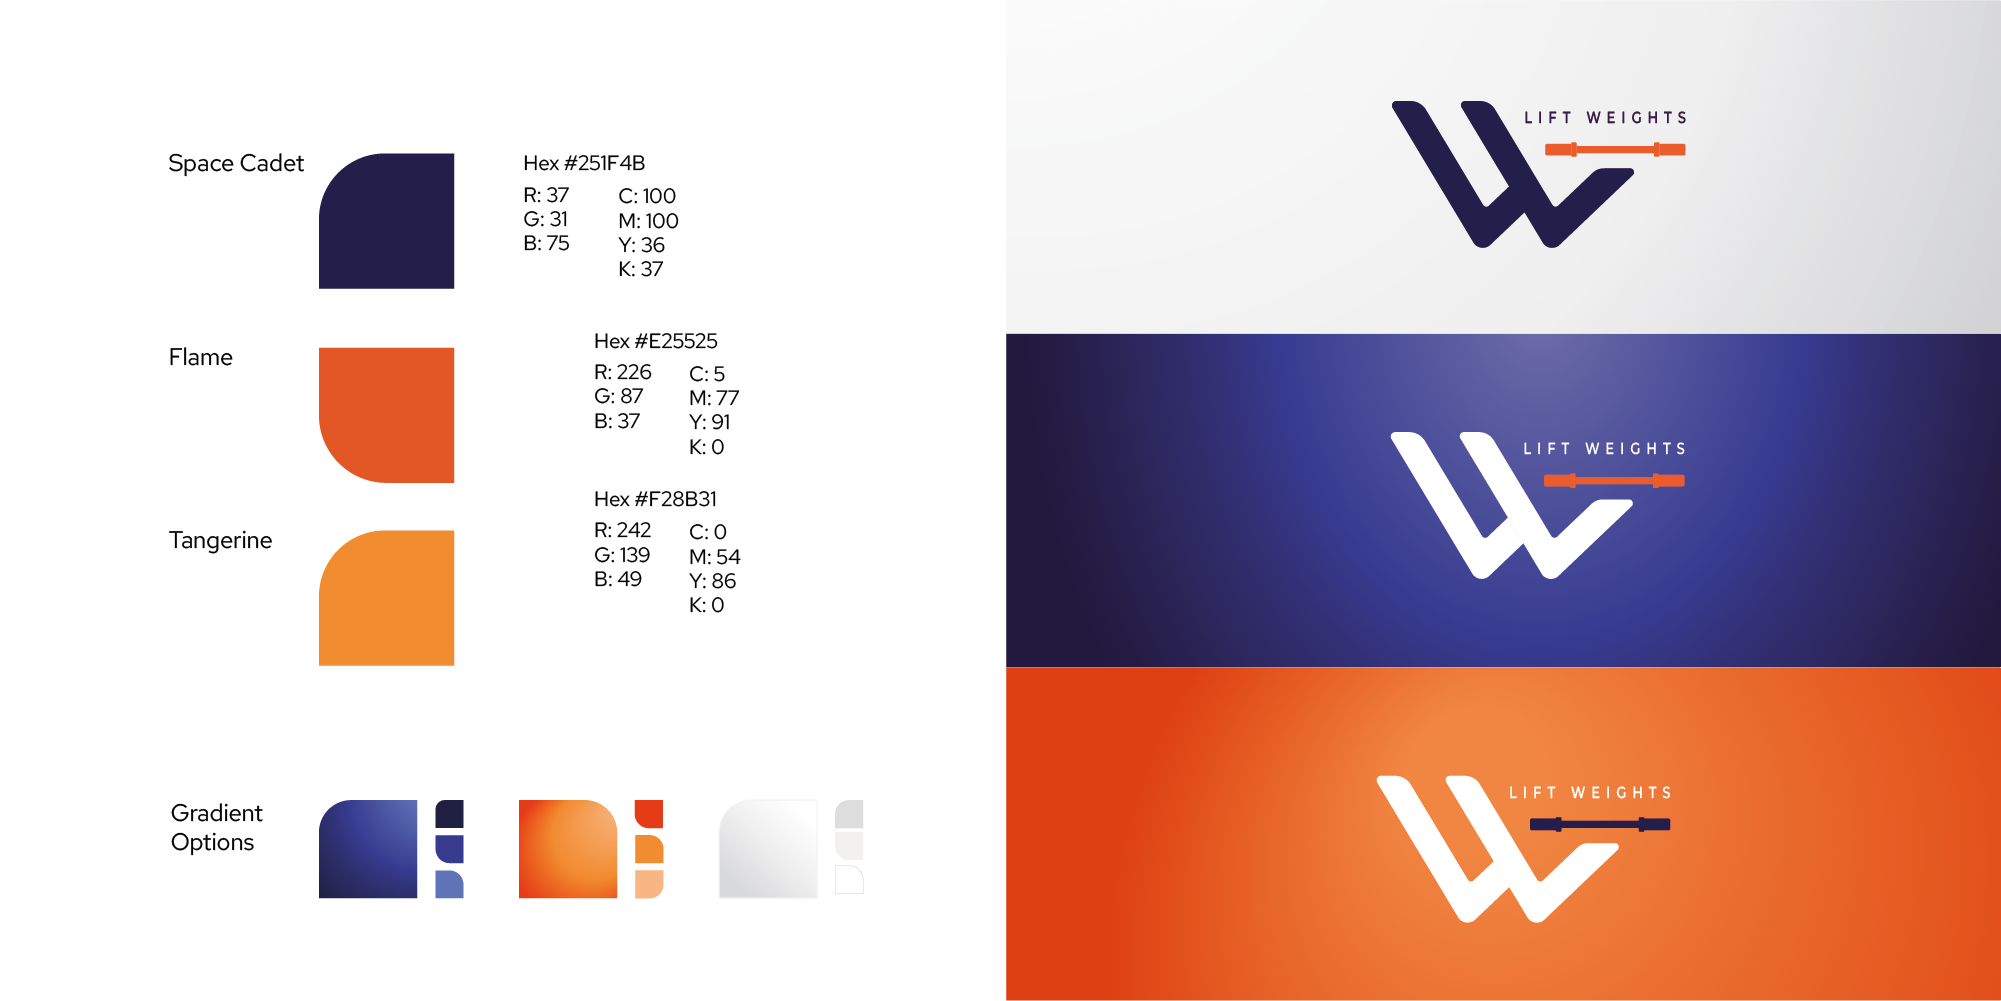 Space Cadet
Hex #251F4B
R: 37
G: 31
B: 75
C: 100
M: 100
Y: 36
K: 37
Flame
Hex #E25525
R: 226
G: 87
B: 37
C: 5
M: 77
Y: 91
K: 0
Tangerine
Hex #F28B31
R: 242
G: 139
B: 49
C: 0
M: 54
Y: 86
K: 0
Gradient
Options
LIFT WEIGHTS
LIFT WEIGHTS
LIFT WEIGHTS